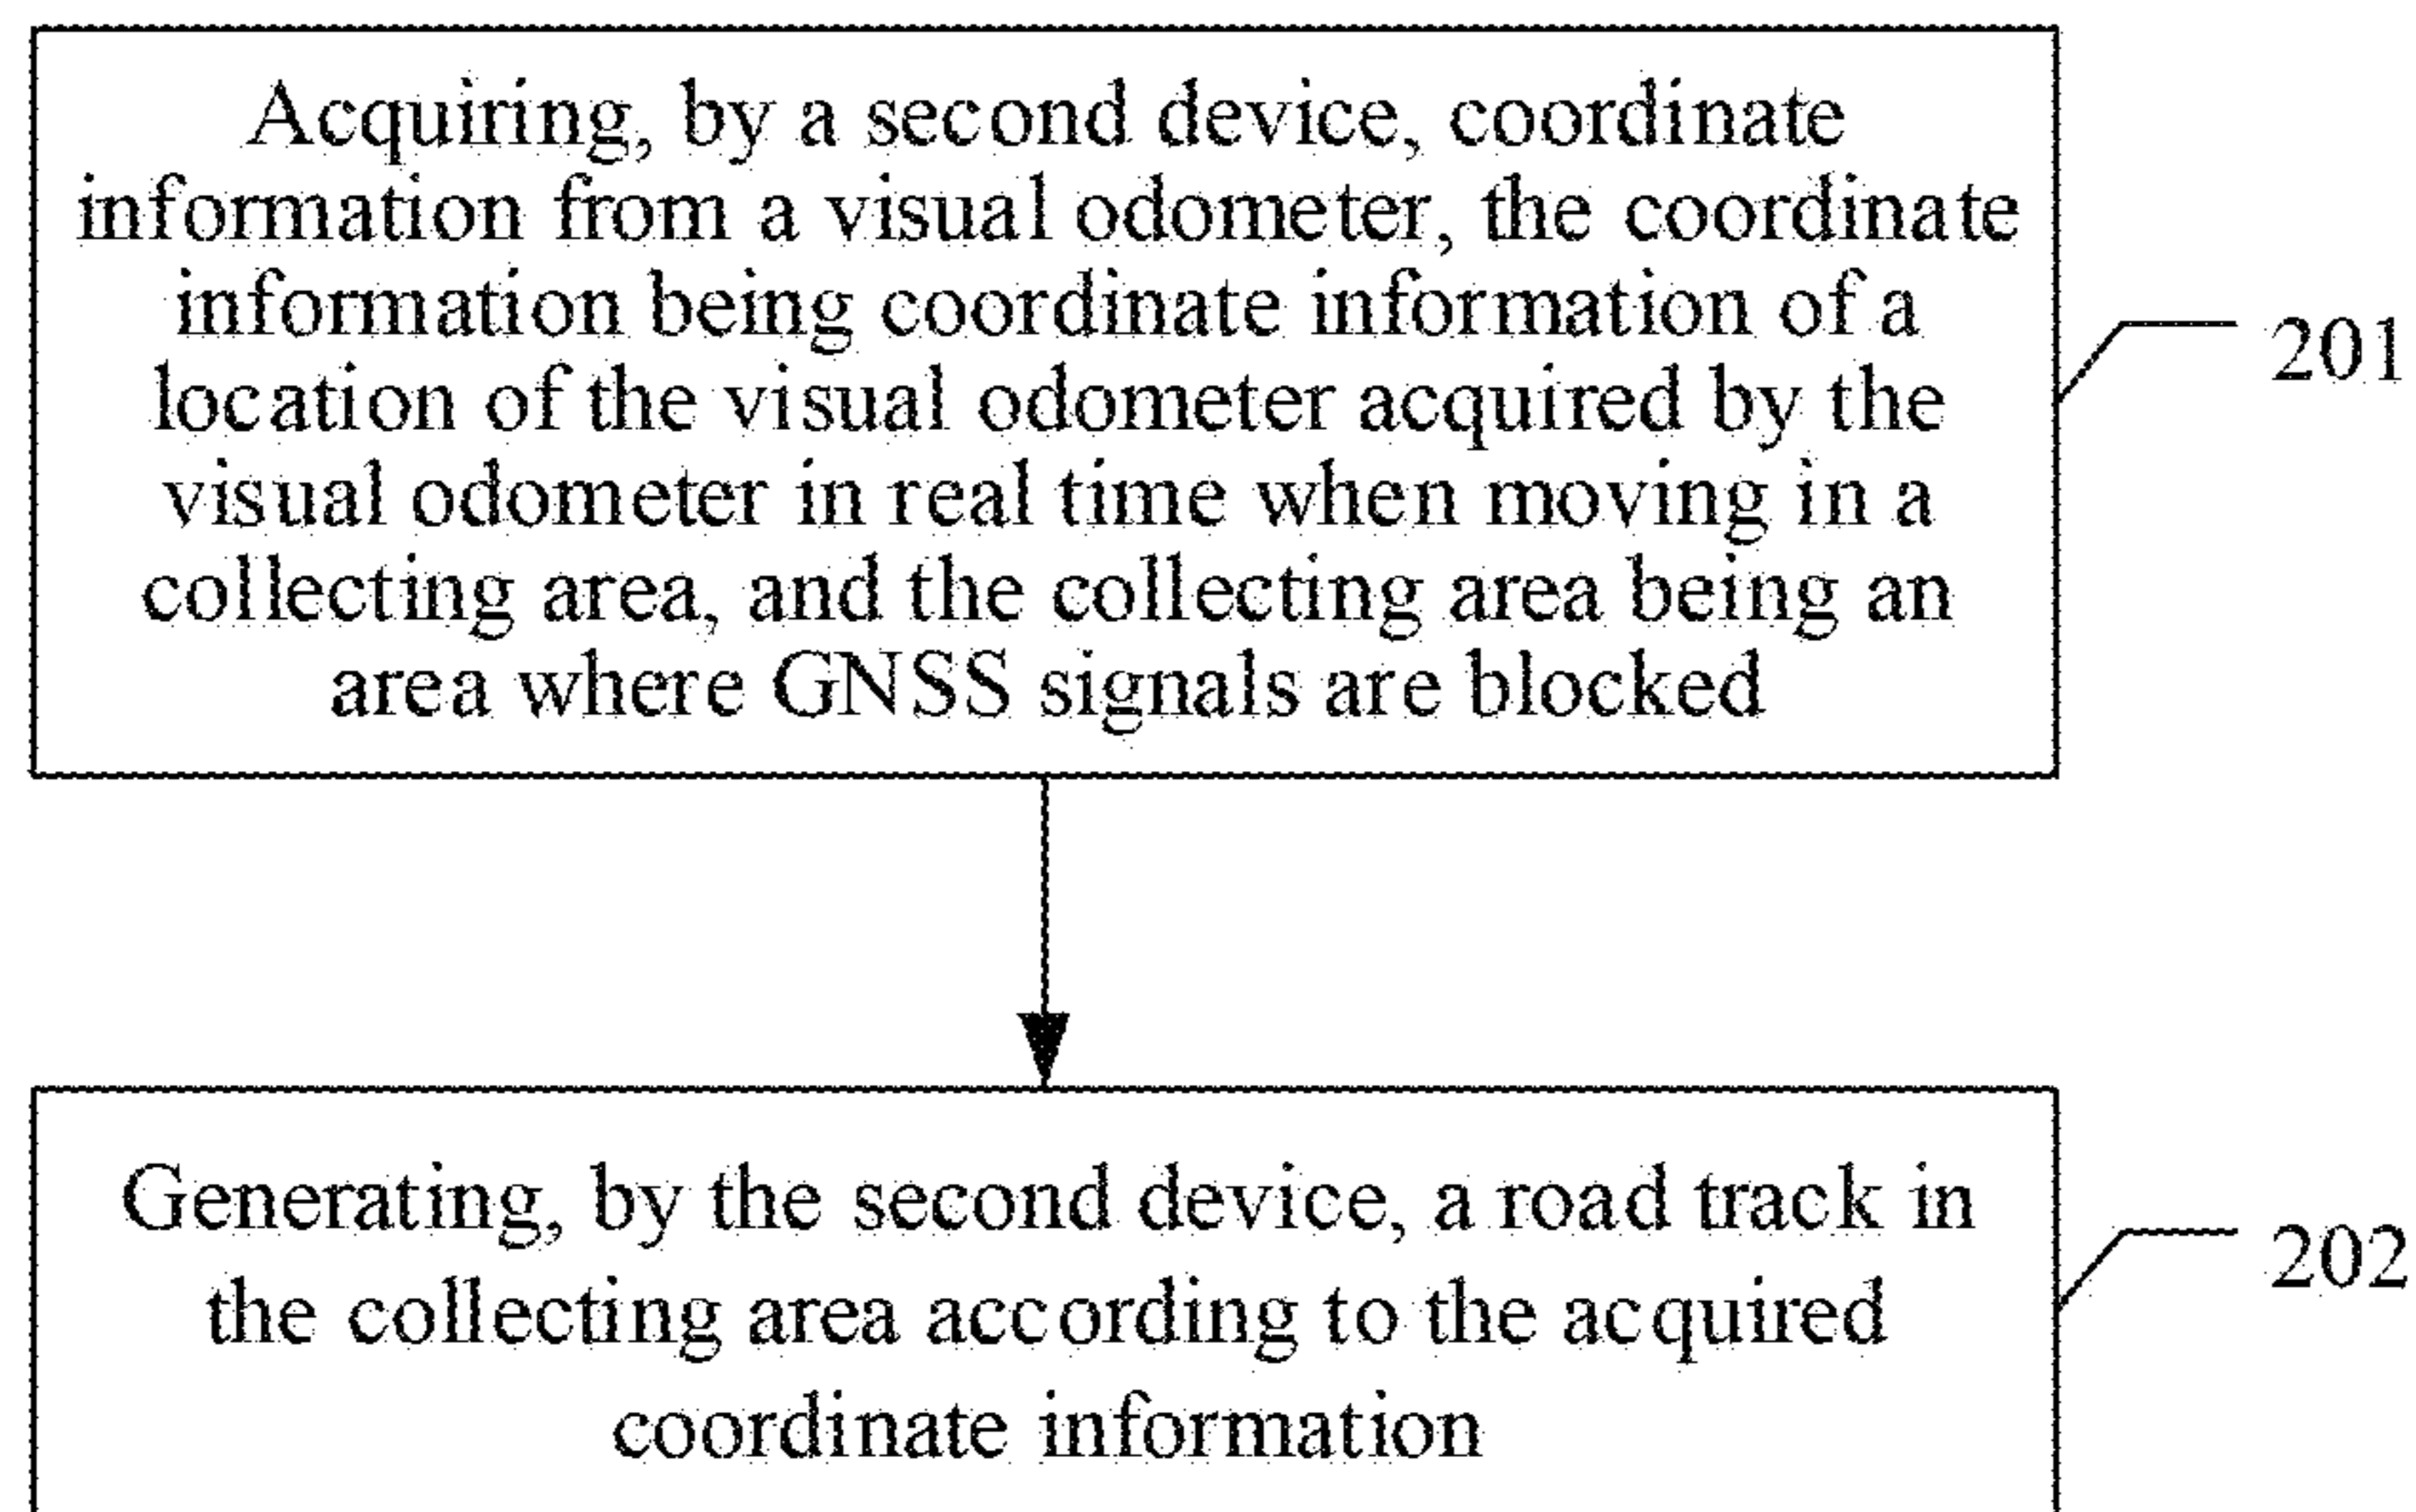 Acquiring, by a second device, coordinate
information from a visual odometer, the coordinate
information being coordinate information of a
location of the visual odometer acquired by the
visual odometer in real time when moving in a
collecting area, and the collecting area being an
area where GNSS signals are blocked
201
Generating, by the second device, a road track in
the collecting area according to the acquired
coordinate information
202